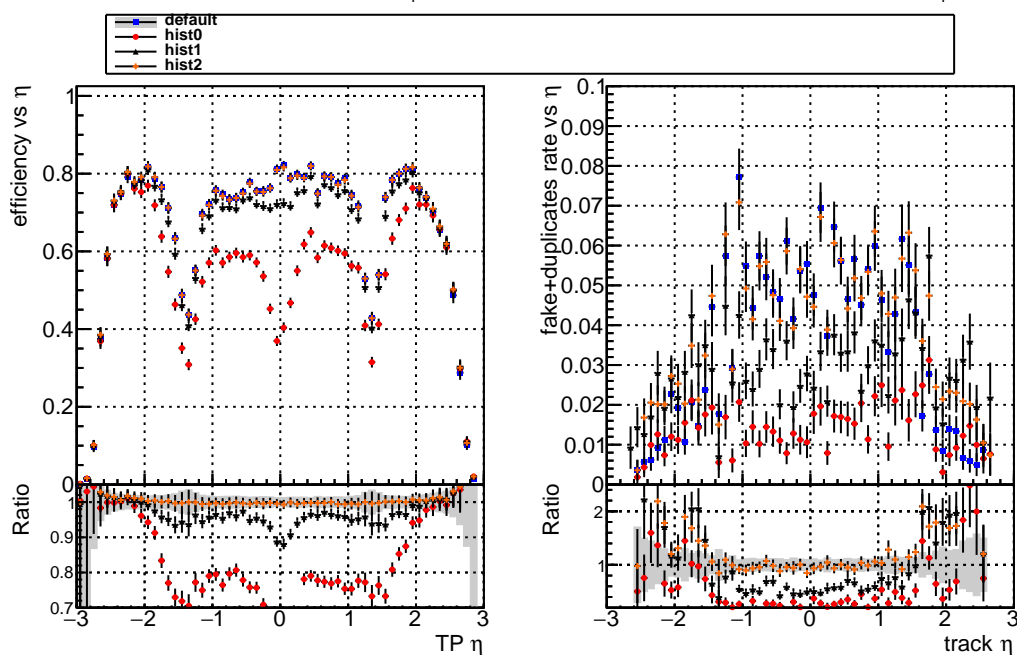 default
hist0
hist1
hist2
efficiency vs η
1
0.8
0.6
0.4
0.2
0
Ratio
1
0.9
0.8
0.7
−3 −2 −1 0 1 2 3
TP η
fake+duplicates rate vs η
0.1
0.09
0.08
0.07
0.06
0.05
0.04
0.03
0.02
0.01
0
Ratio
2
1
−3 −2 −1 0 1 2 3
track η